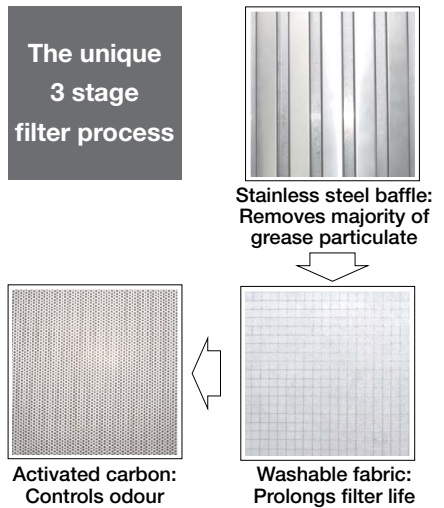 The unique
3 stage
filter process
Stainless steel baffle:
Removes majority of
grease particulate
Washable fabric:
Prolongs filter life
Activated carbon:
Controls odour